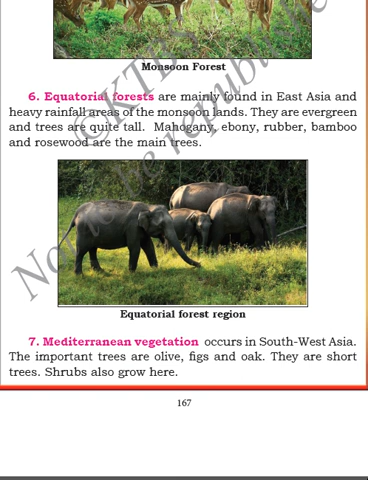 Monsoon Forest
6. Equatorial forests are mainly found in East Asia and
heavy rainfall areas of the monsoon lands. They are evergreen
and trees are quite tall. Mahogany, ebony, rubber, bamboo
and rosewood are the main trees.
Equatorial forest region
7. Mediterranean vegetation occurs in South-West Asia.
The important trees are olive, figs and oak. They are short
trees. Shrubs also grow here.
167